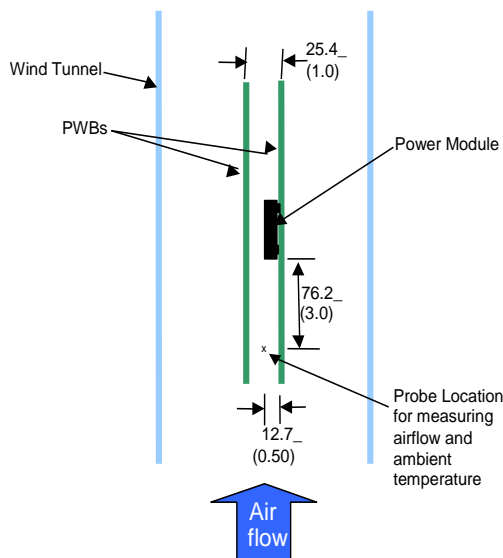 25.4_
(1.0)
Wind Tunnel
PWBs
Power Module
76.2_
(3.0)
x
Probe Location
for measuring
airflow and
ambient
temperature
12.7_
(0.50)
Air
flow